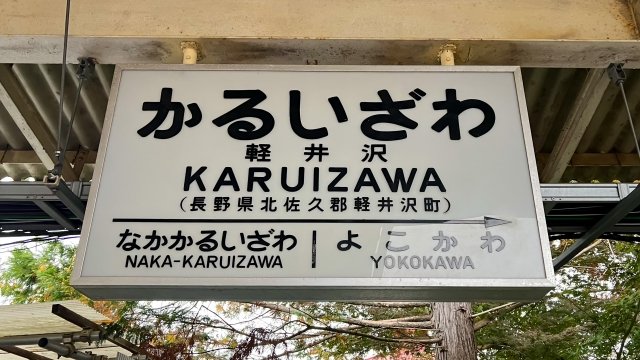 かるいざわ
軽井沢
KARUIZAWA
(長野県北佐久郡軽井沢町)
なかかるいざわ よこかわ
NAKA-KARUIZAWA YOKOKAWA